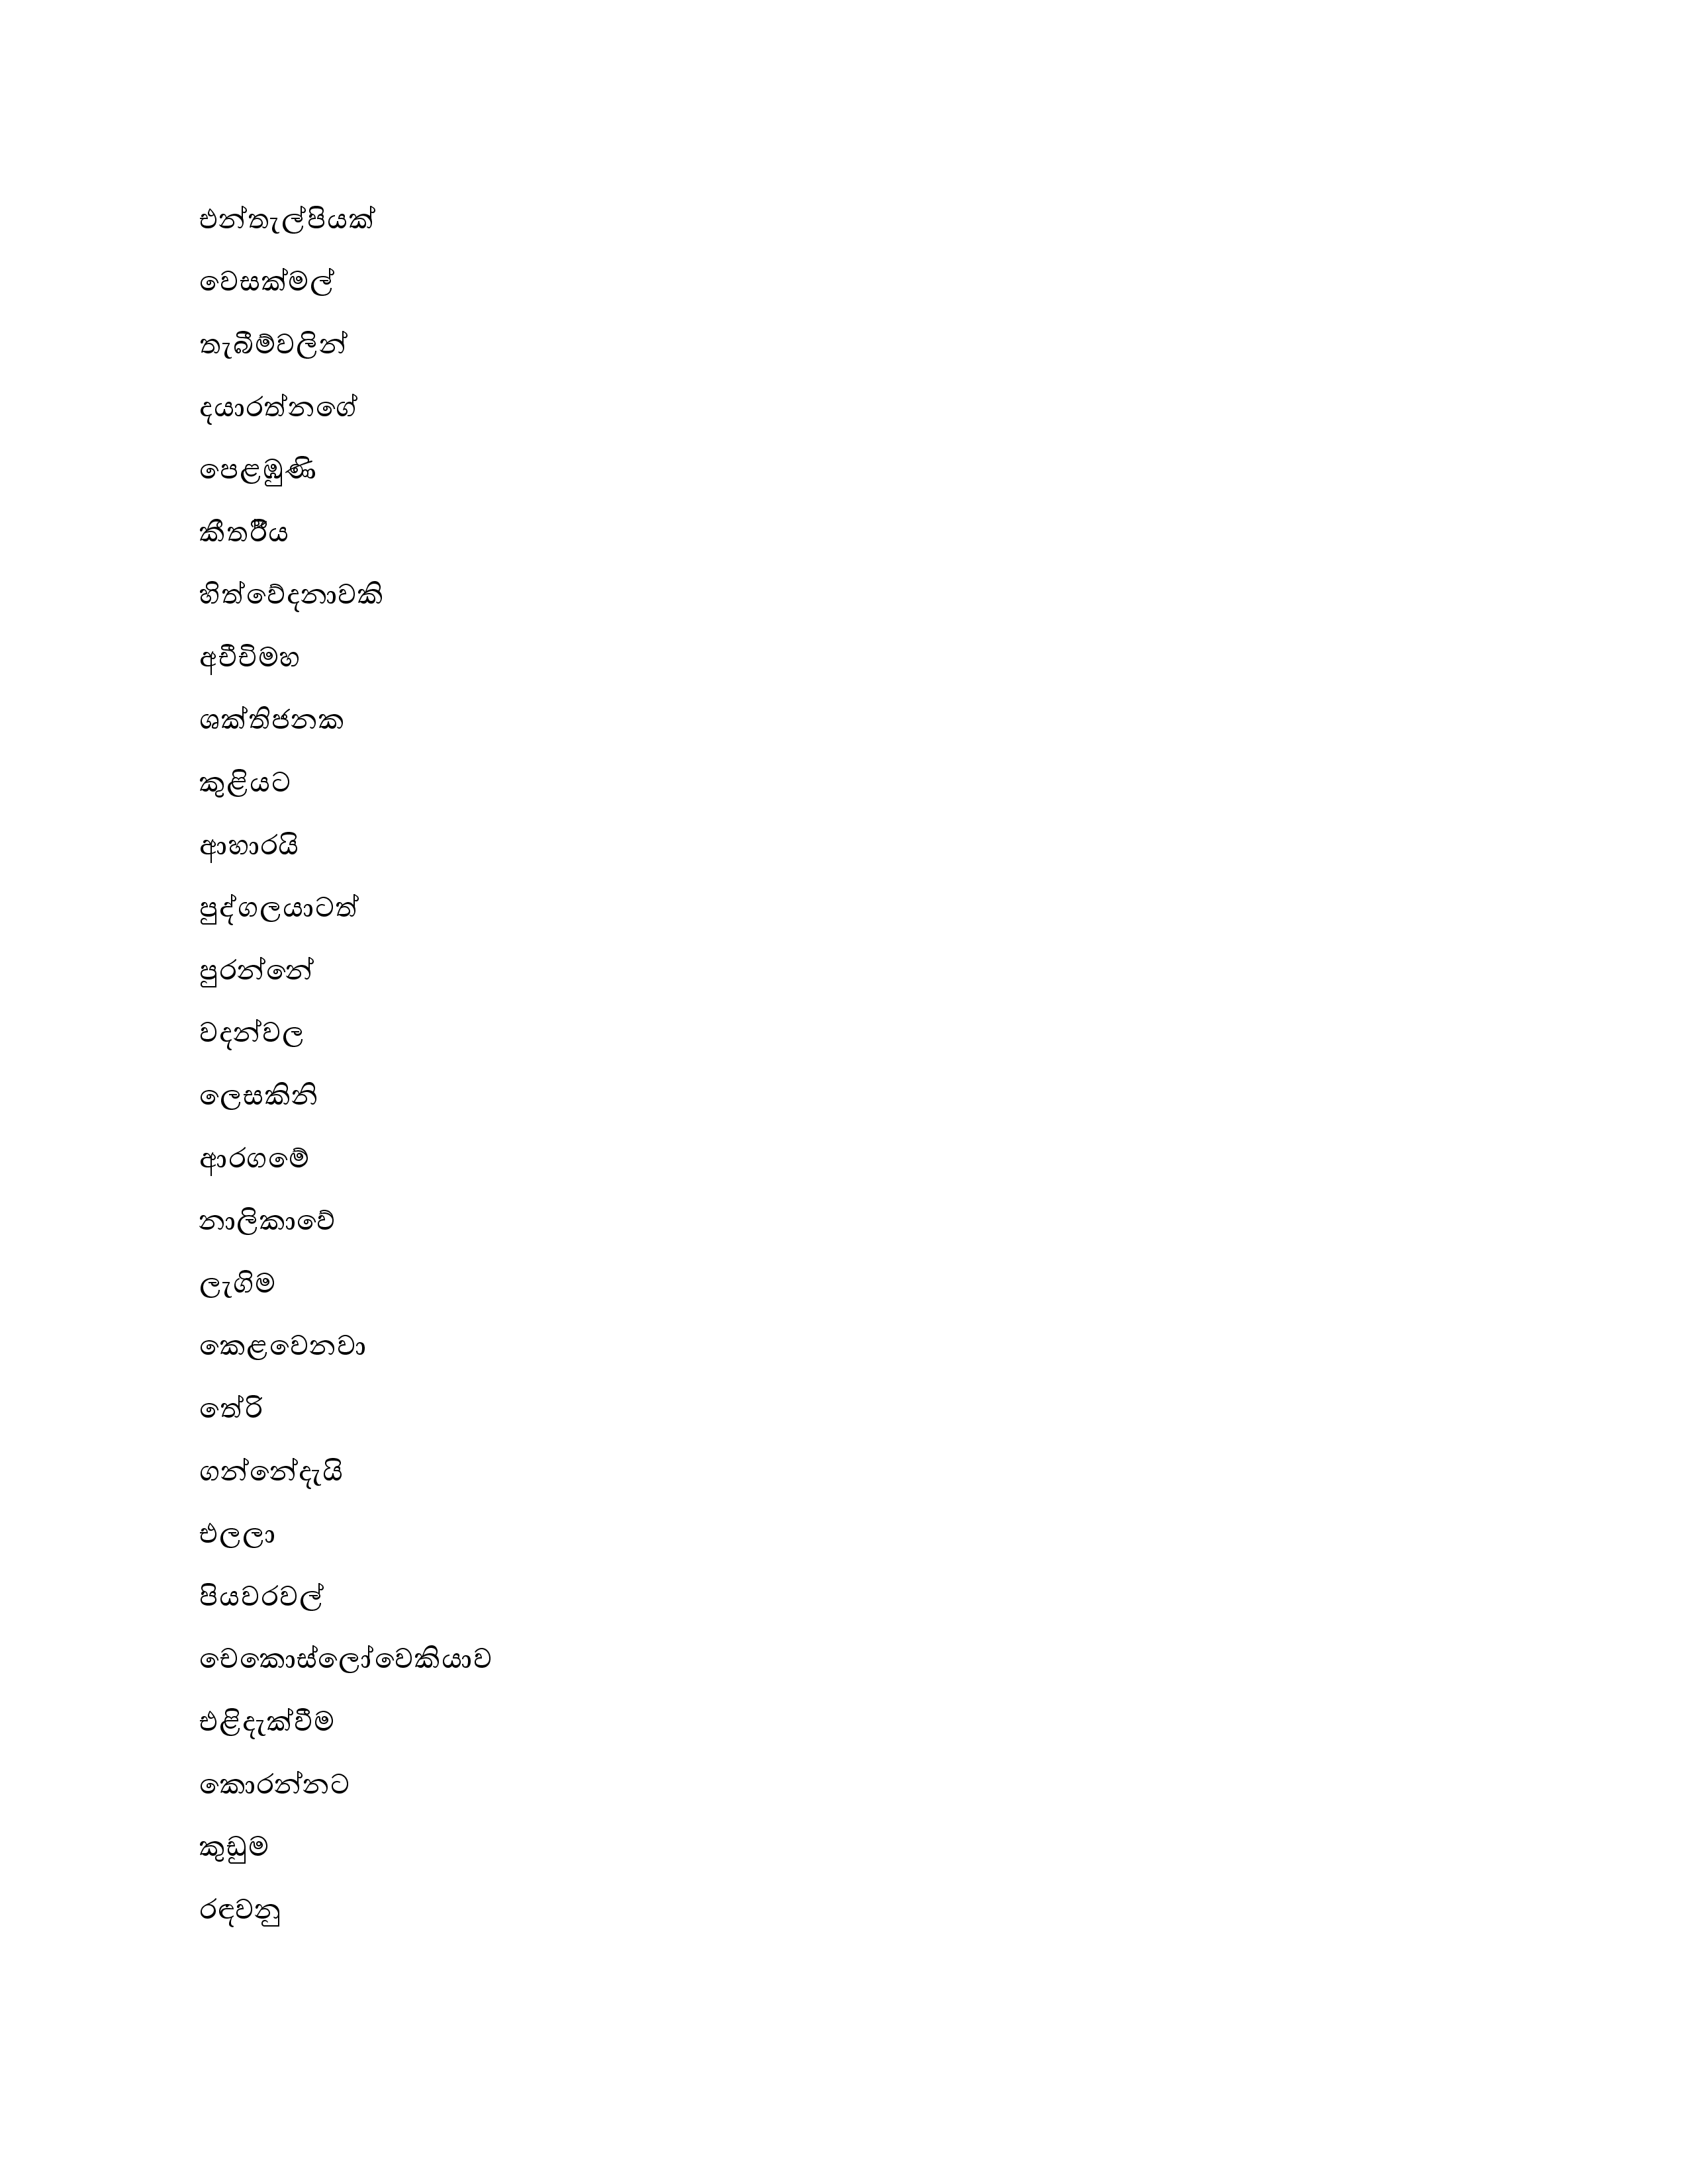 එන්තැල්පියක්
වෙසක්මල්
තැබීම්වලින්
දයාරත්නගේ
පෙළඹුණි
කීතර්‍ීය
හිත්වේදනාවකි
අචීචිමහ
ශක්තිජනක
කුළියට
ආහාරයි
පුද්ගලයාටත්
පුරන්නේ
වදන්වල
ලෙසකිනි
ආරගමේ
නාලිකාවේ
ලැගිම
කෙළවෙනවා
තේරි
ගන්නේදැයි
එලලා
පියවරවල්
චෙකොස්ලෝවෙකියාව
එළිදැක්වීම
කොරන්නට
කුඩුම
රඳවනු